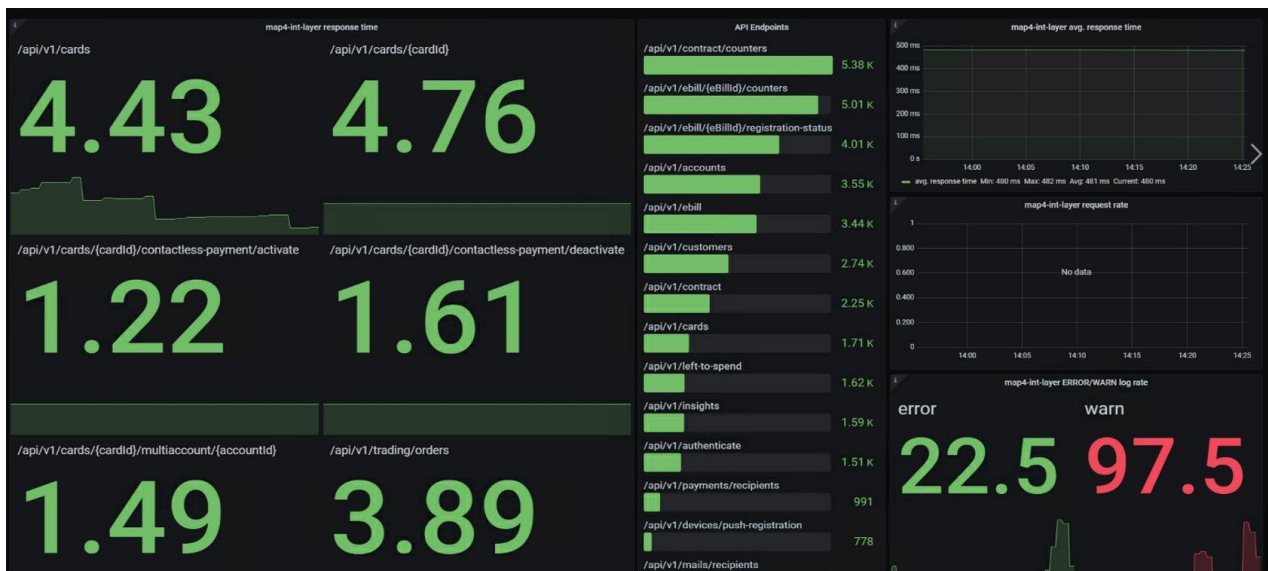 map4-int-layer response time
/api/v1/cards
4.43
/api/v1/cards/{cardId}
4.76
/api/v1/cards/{cardId}/contactless-payment/activate
1.22
/api/v1/cards/{cardId}/contactless-payment/deactivate
1.61
/api/v1/cards/{cardId}/multiaccount/{accountId}
1.49
/api/v1/trading/orders
3.89
API Endpoints
/api/v1/contract/counters
5.38 K
/api/v1/ebill/{eBillId}/counters
5.01 K
/api/v1/ebill/{eBillId}/registration-status
4.01 K
/api/v1/accounts
3.55 K
/api/v1/ebill
3.44 K
/api/v1/customers
2.74 K
/api/v1/contract
2.25 K
/api/v1/cards
1.71 K
/api/v1/left-to-spend
1.62 K
/api/v1/insights
1.59 K
/api/v1/authenticate
1.51 K
/api/v1/payments/recipients
991
/api/v1/devices/push-registration
778
/api/v1/mails/recipients
map4-int-layer avg. response time
500 ms
400 ms
300 ms
200 ms
100 ms
0 s
14:00 14:05 14:10 14:15 14:20 14:25
avg. response time Min: 480 ms Max: 482 ms Avg: 481 ms Current: 480 ms
map4-int-layer request rate
1
0.800
0.600
0.400
0.200
0
No data
14:00 14:05 14:10 14:15 14:20 14:25
map4-int-layer ERROR/WARN log rate
error
22.5
warn
97.5